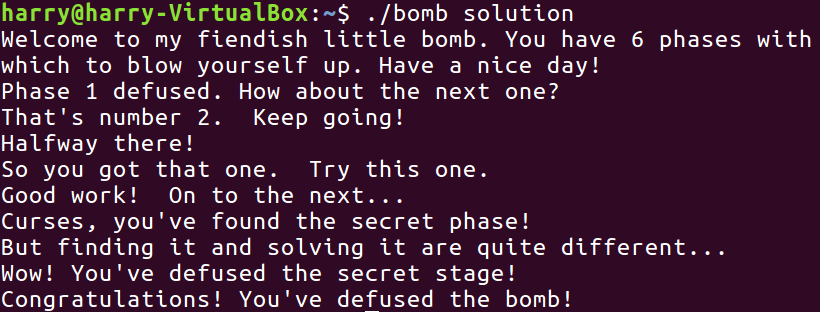 harry@harry-VirtualBox:~$ ./bomb solution
Welcome to my fiendish little bomb. You have 6 phases with
which to blow yourself up. Have a nice day!
Phase 1 defused. How about the next one?
That's number 2.  Keep going!
Halfway there!
So you got that one.  Try this one.
Good work!  On to the next...
Curses, you've found the secret phase!
But finding it and solving it are quite different...
Wow! You've defused the secret stage!
Congratulations! You've defused the bomb!